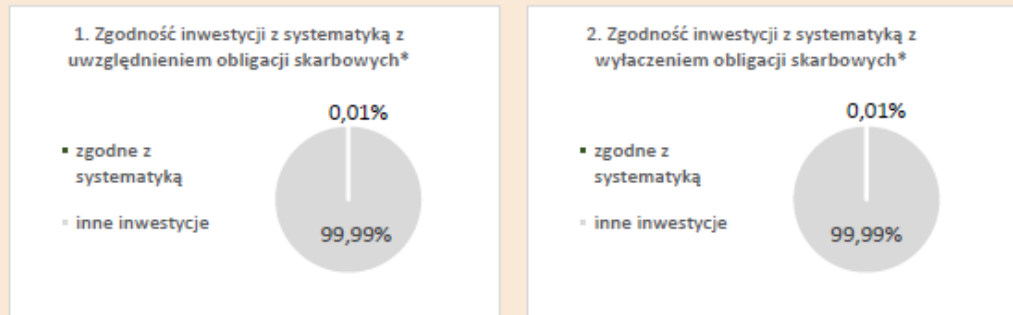 1. Zgodność inwestycji z systematyką z
uwzględnieniem obligacji skarbowych*
0,01%
zgodne z
systematyką
inne inwestycje
99,99%
2. Zgodność inwestycji z systematyką z
wyłaczeniem obligacji skarbowych*
0,01%
zgodne z
systematyką
inne inwestycje
99,99%